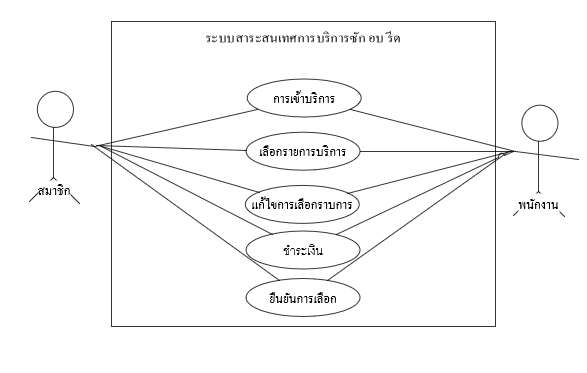 ระบบสาระสนเทศการบริการซัก อบ รีด
การเข้าบริการ
เลือกรายการบริการ
แก้ไขการเลือกราบการ
ชำระเงิน
ยืนยันการเลือก
สมาชิก
พนักงาน